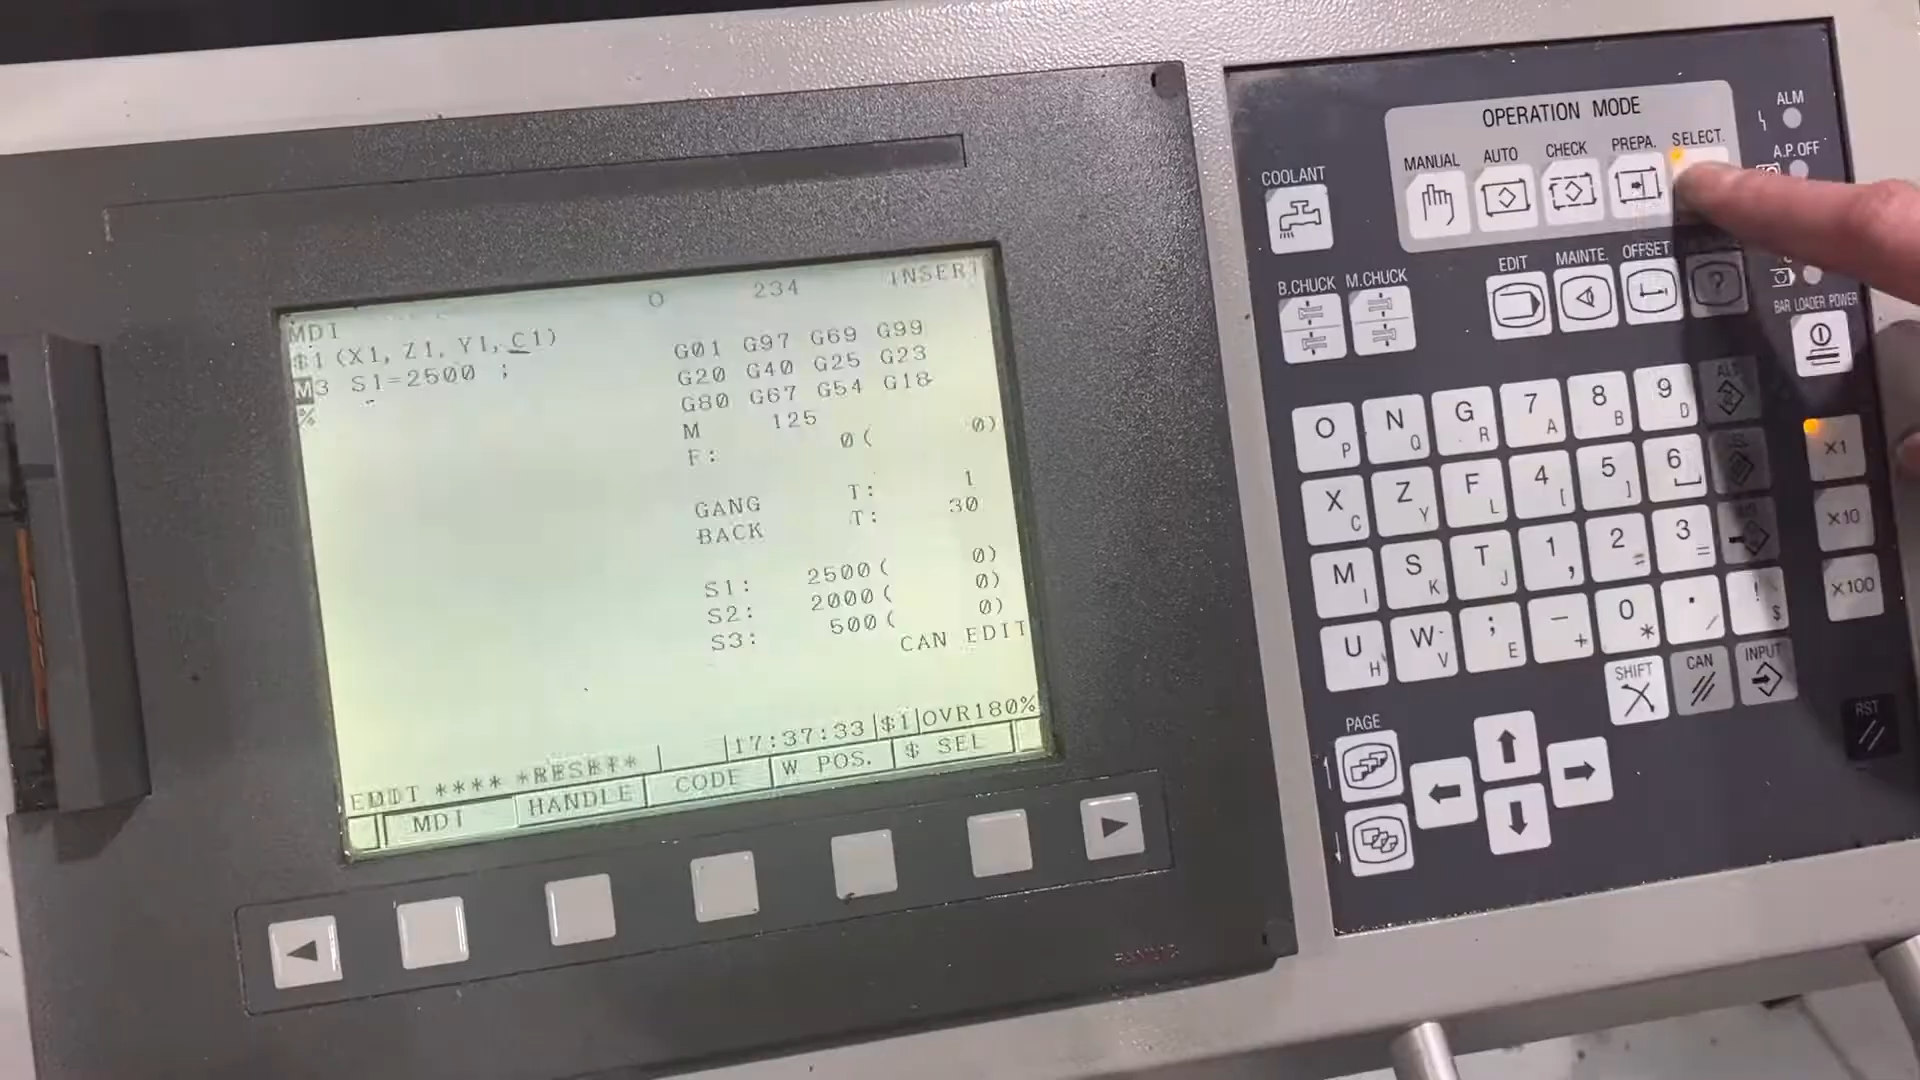 O 234 INSERT
MDI
$1(X1, Z1, Y1, C1)
M3 S1=2500 ;
%
G01 G97 G69 G99
G20 G40 G25 G23
G80 G67 G54 G18
M 125
F: 0( 0)
GANG T: 1
BACK T: 30
S1: 2500( 0)
S2: 2000( 0)
S3: 500( 0)
CAN EDIT
17:37:33 $1 OVR180%
**** *RESET*
MDI HANDLE CODE W POS. $ SEL
OPERATION MODE
MANUAL AUTO CHECK PREPA. SELECT.
ALM
A.P.OFF
COOLANT
B.CHUCK M.CHUCK
EDIT MAINTE. OFFSET
?
BAR LOADER POWER
O P N Q G R 7 A 8 B 9 D ALT
X C Z Y F L 4 [ 5 ] 6
M I S K T J 1 , 2 = 3 =
U H W V ; E - + 0 * . / ! $
X1
X10
X100
SHIFT CAN INPUT
RST
PAGE